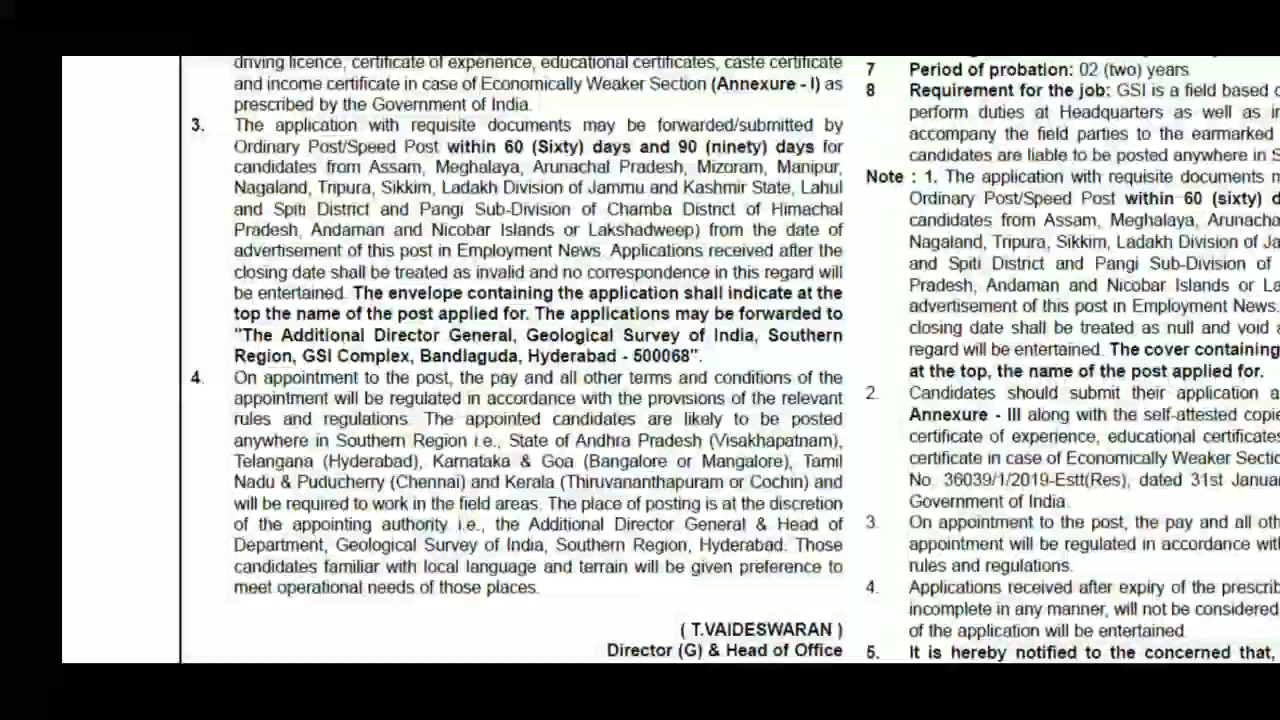 driving licence, certificate of experience, educational certificates, caste certificate
and income certificate in case of Economically Weaker Section (Annexure - I) as
prescribed by the Government of India.
3. The application with requisite documents may be forwarded/submitted by
Ordinary Post/Speed Post within 60 (Sixty) days and 90 (ninety) days for
candidates from Assam, Meghalaya, Arunachal Pradesh, Mizoram, Manipur,
Nagaland, Tripura, Sikkim, Ladakh Division of Jammu and Kashmir State, Lahul
and Spiti District and Pangi Sub-Division of Chamba District of Himachal
Pradesh, Andaman and Nicobar Islands or Lakshadweep) from the date of
advertisement of this post in Employment News. Applications received after the
closing date shall be treated as invalid and no correspondence in this regard will
be entertained. The envelope containing the application shall indicate at the
top the name of the post applied for. The applications may be forwarded to
"The Additional Director General, Geological Survey of India, Southern
Region, GSI Complex, Bandlaguda, Hyderabad - 500068".
4. On appointment to the post, the pay and all other terms and conditions of the
appointment will be regulated in accordance with the provisions of the relevant
rules and regulations. The appointed candidates are likely to be posted
anywhere in Southern Region i.e., State of Andhra Pradesh (Visakhapatnam),
Telangana (Hyderabad), Karnataka & Goa (Bangalore or Mangalore), Tamil
Nadu & Puducherry (Chennai) and Kerala (Thiruvananthapuram or Cochin) and
will be required to work in the field areas. The place of posting is at the discretion
of the appointing authority i.e., the Additional Director General & Head of
Department, Geological Survey of India, Southern Region, Hyderabad. Those
candidates familiar with local language and terrain will be given preference to
meet operational needs of those places.
( T.VAIDESWARAN )
Director (G) & Head of Office
7 Period of probation: 02 (two) years
8 Requirement for the job: GSI is a field based
perform duties at Headquarters as well as
accompany the field parties to the earmarked
candidates are liable to be posted anywhere in
Note : 1. The application with requisite documents
Ordinary Post/Speed Post within 60 (sixty)
candidates from Assam, Meghalaya,
Nagaland, Tripura, Sikkim, Ladakh Division of
and Spiti District and Pangi Sub-Division of
Pradesh, Andaman and Nicobar Islands or
advertisement of this post in Employment News.
closing date shall be treated as null and void
regard will be entertained. The cover containing
at the top, the name of the post applied for.
2. Candidates should submit their application
Annexure - III along with the self-attested
certificate of experience, educational certificates
certificate in case of Economically Weaker
No. 36039/1/2019-Estt(Res), dated 31st
Government of India.
3. On appointment to the post, the pay and all
appointment will be regulated in accordance
rules and regulations.
4. Applications received after expiry of the
incomplete in any manner, will not be considered
of the application will be entertained.
5. It is hereby notified to the concerned that,